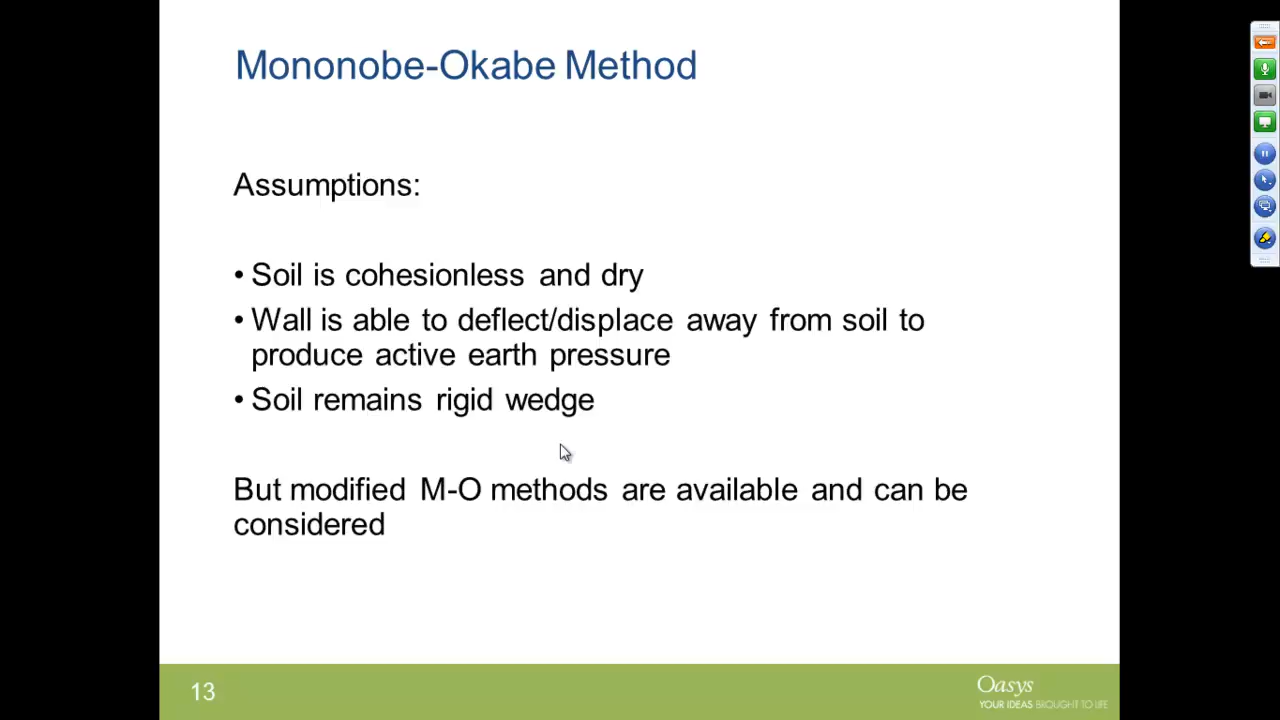 Mononobe-Okabe Method
Assumptions:
• Soil is cohesionless and dry
• Wall is able to deflect/displace away from soil to
produce active earth pressure
• Soil remains rigid wedge
But modified M-O methods are available and can be
considered
13
Oasys
YOUR IDEAS BROUGHT TO LIFE